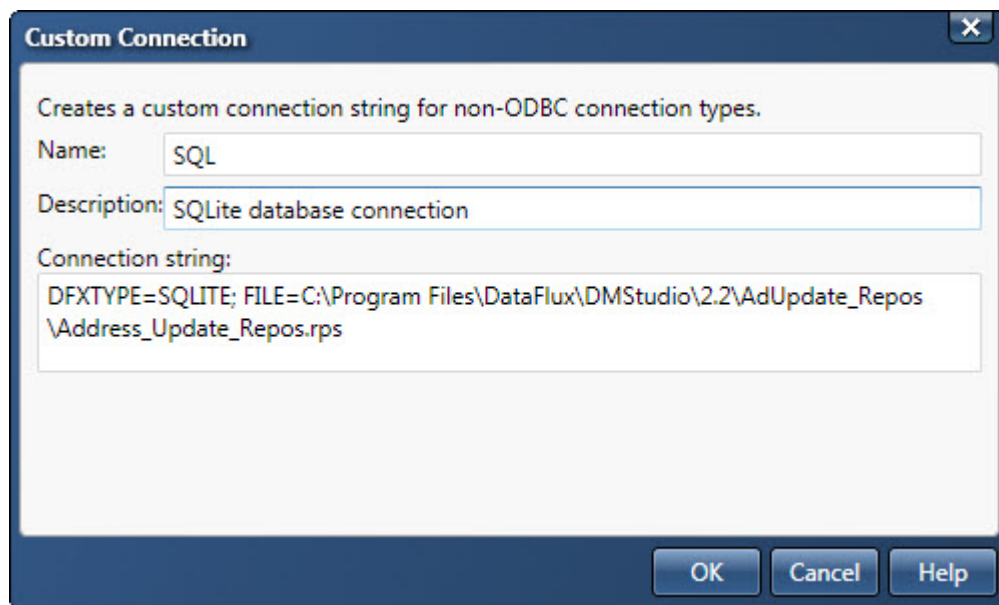 Custom Connection
Creates a custom connection string for non-ODBC connection types.
Name: SQL
Description: SQLite database connection
Connection string:
DFXTYPE=SQLITE; FILE=C:\Program Files\DataFlux\DMStudio\2.2\AdUpdate_Repos
\Address_Update_Repos.rps
OK Cancel Help